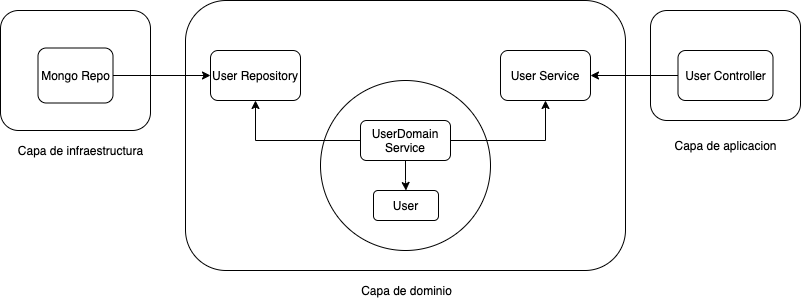 Mongo Repo
User Repository
User Service
User Controller
UserDomain
Service
User
Capa de infraestructura
Capa de aplicacion
Capa de dominio